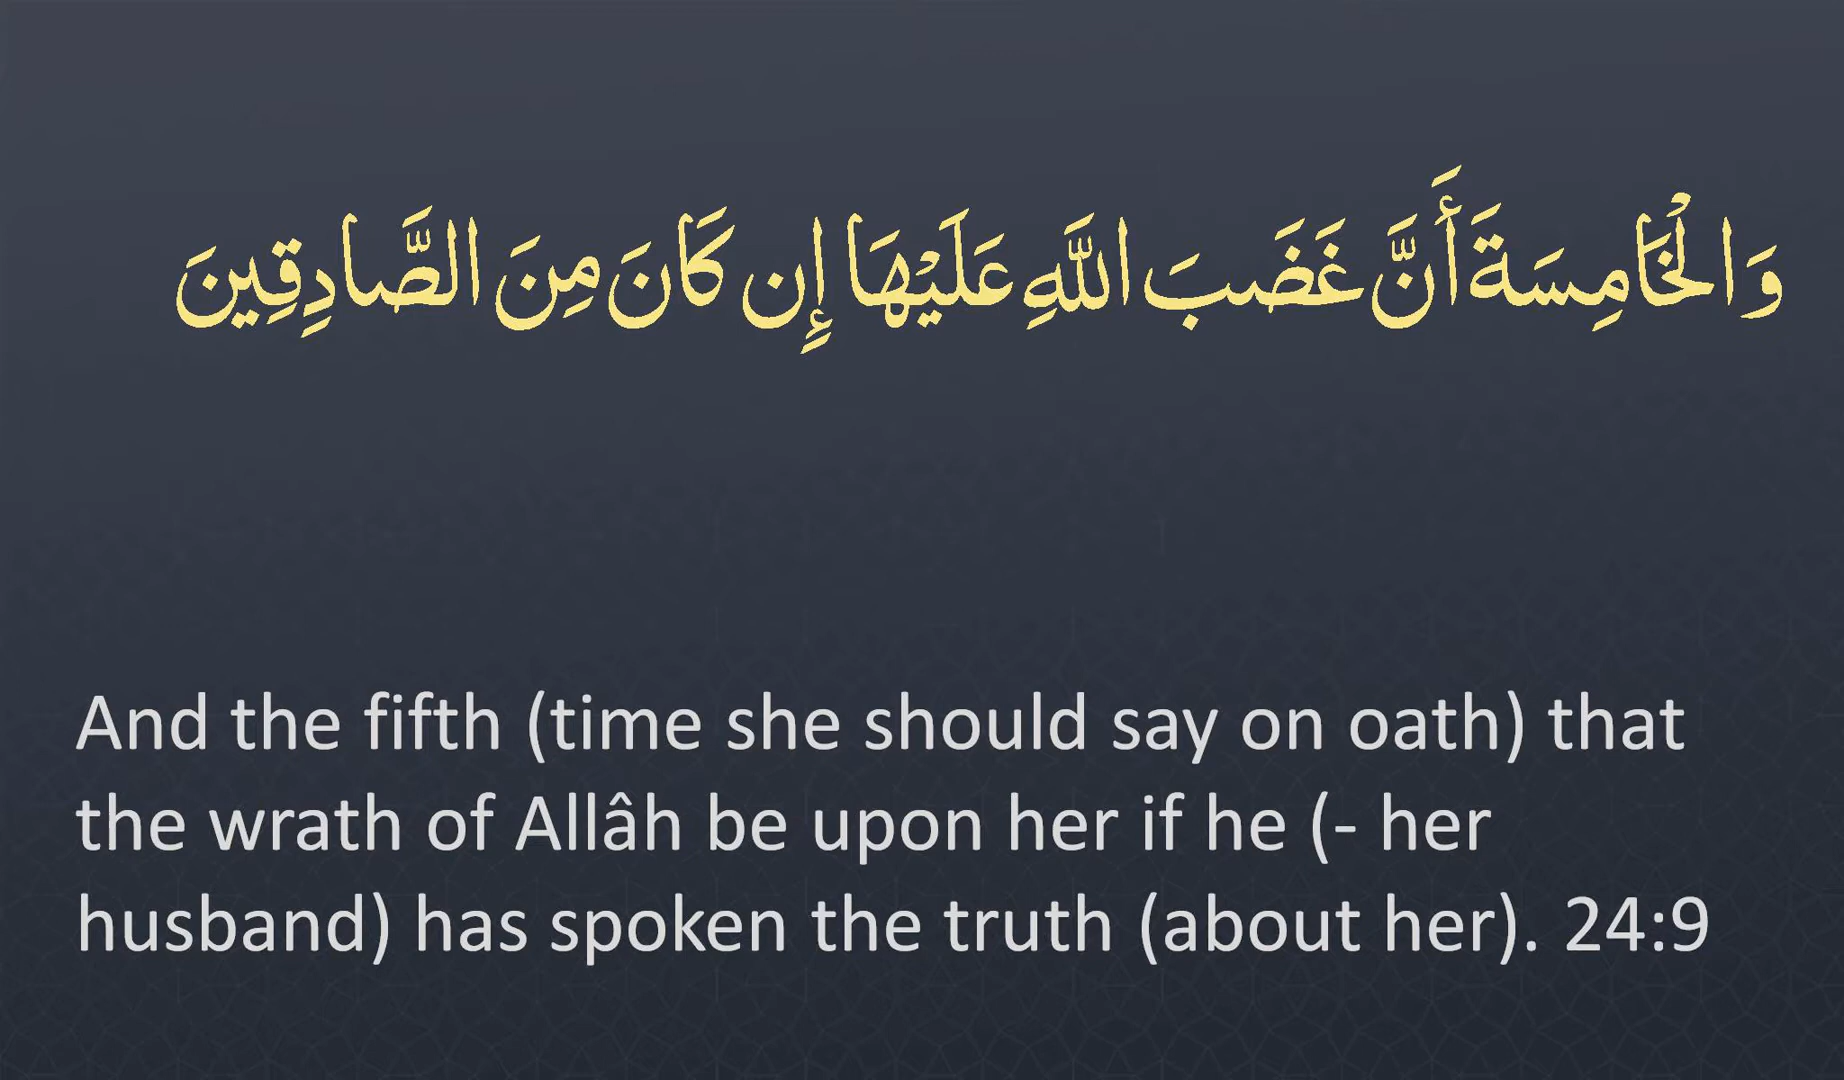 وَالْخَامِسَةَ أَنَّ غَضَبَ اللَّهِ عَلَيْهَا إِن كَانَ مِنَ الصَّادِقِينَ
And the fifth (time she should say on oath) that
the wrath of Allâh be upon her if he (- her
husband) has spoken the truth (about her). 24:9